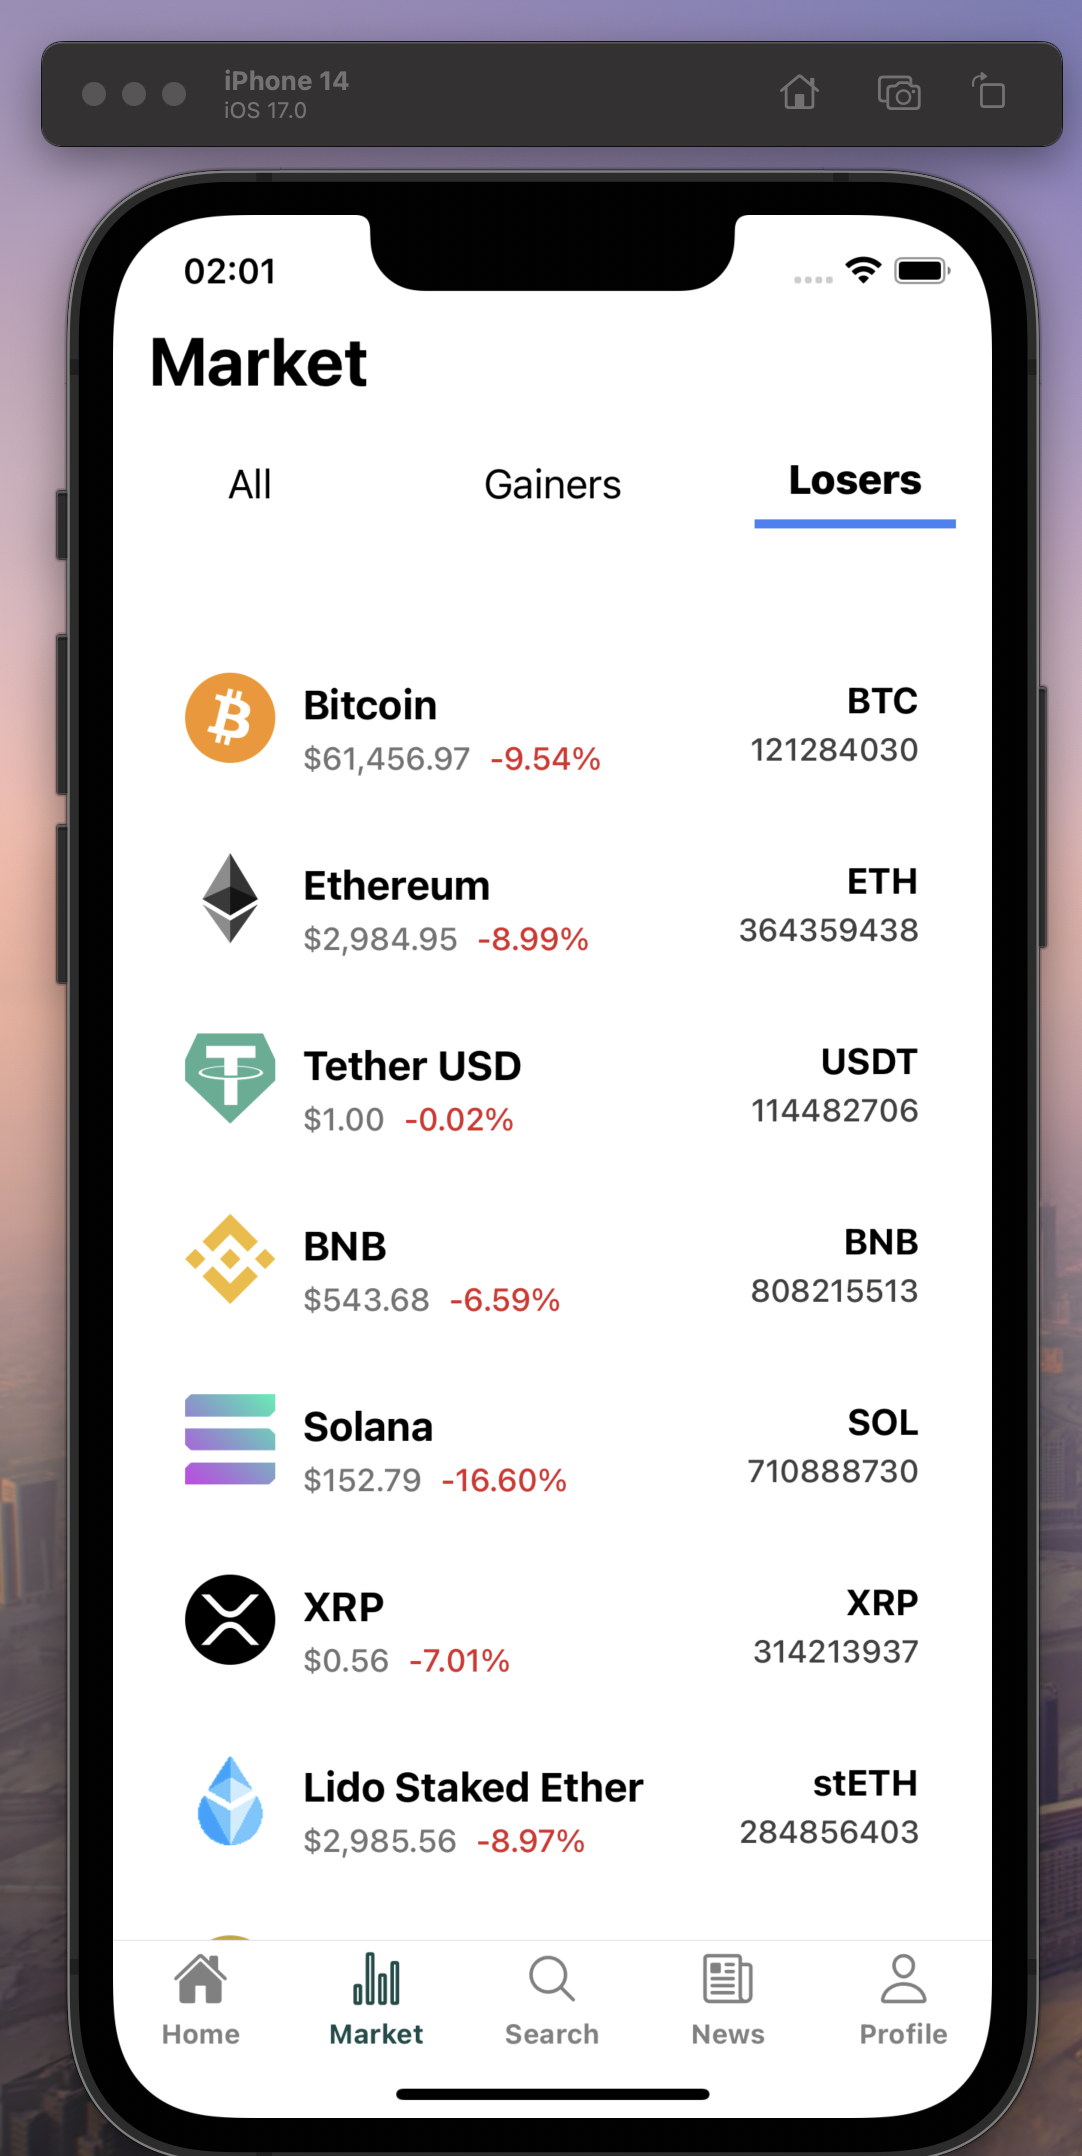 iPhone 14
iOS 17.0
02:01
Market
All Gainers Losers
Bitcoin BTC
$61,456.97 -9.54% 121284030
Ethereum ETH
$2,984.95 -8.99% 364359438
Tether USD USDT
$1.00 -0.02% 114482706
BNB BNB
$543.68 -6.59% 808215513
Solana SOL
$152.79 -16.60% 710888730
XRP XRP
$0.56 -7.01% 314213937
Lido Staked Ether stETH
$2,985.56 -8.97% 284856403
Home Market Search News Profile